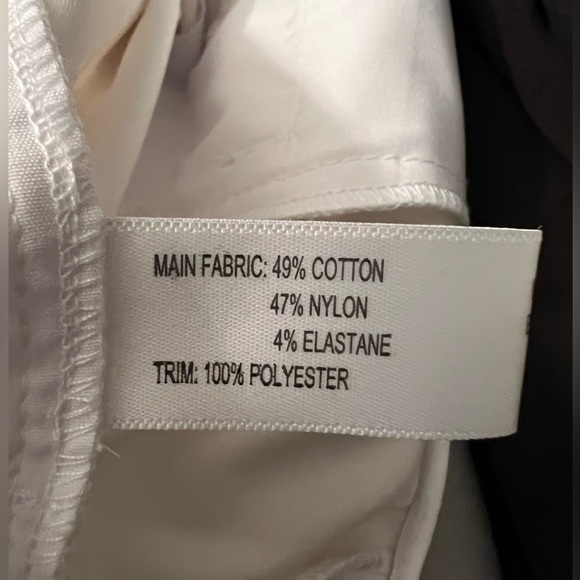 MAIN FABRIC: 49% COTTON
47% NYLON
4% ELASTANE
TRIM: 100% POLYESTER